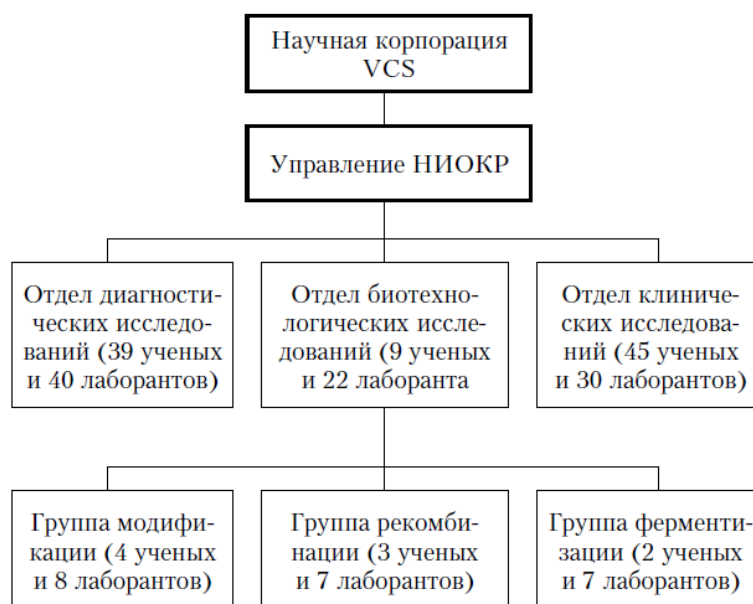 Научная корпорация
VCS
Управление НИОКР
Отдел диагности-
ческих исследо-
ваний (39 ученых
и 40 лаборантов)
Отдел биотехно-
логических иссле-
дований (9 ученых
и 22 лаборанта
Отдел клиниче-
ских исследова-
ний (45 ученых
и 30 лаборантов)
Группа модифи-
кации (4 ученых
и 8 лаборантов)
Группа рекомби-
нации (3 ученых
и 7 лаборантов)
Группа ферменти-
зации (2 ученых
и 7 лаборантов)